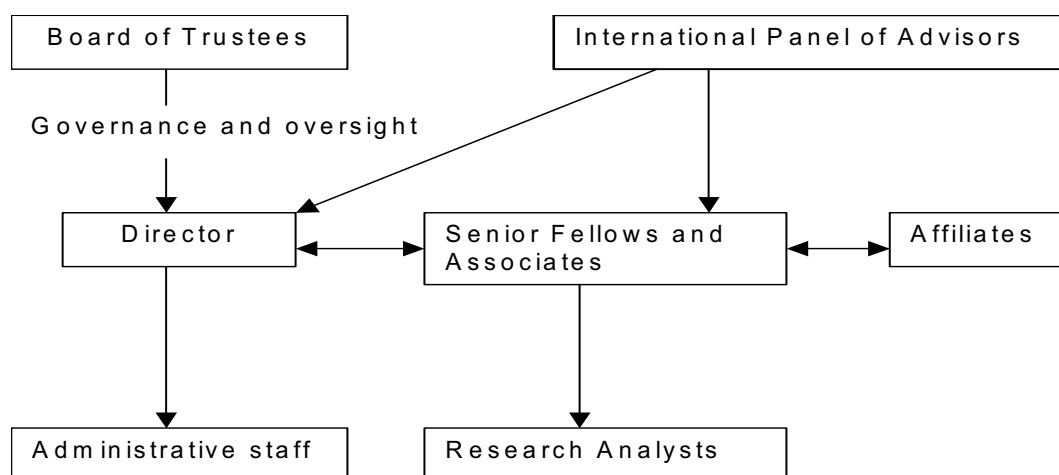 Board of Trustees
International Panel of Advisors
Governance and oversight
Director
Senior Fellows and
Associates
Affiliates
Administrative staff
Research Analysts